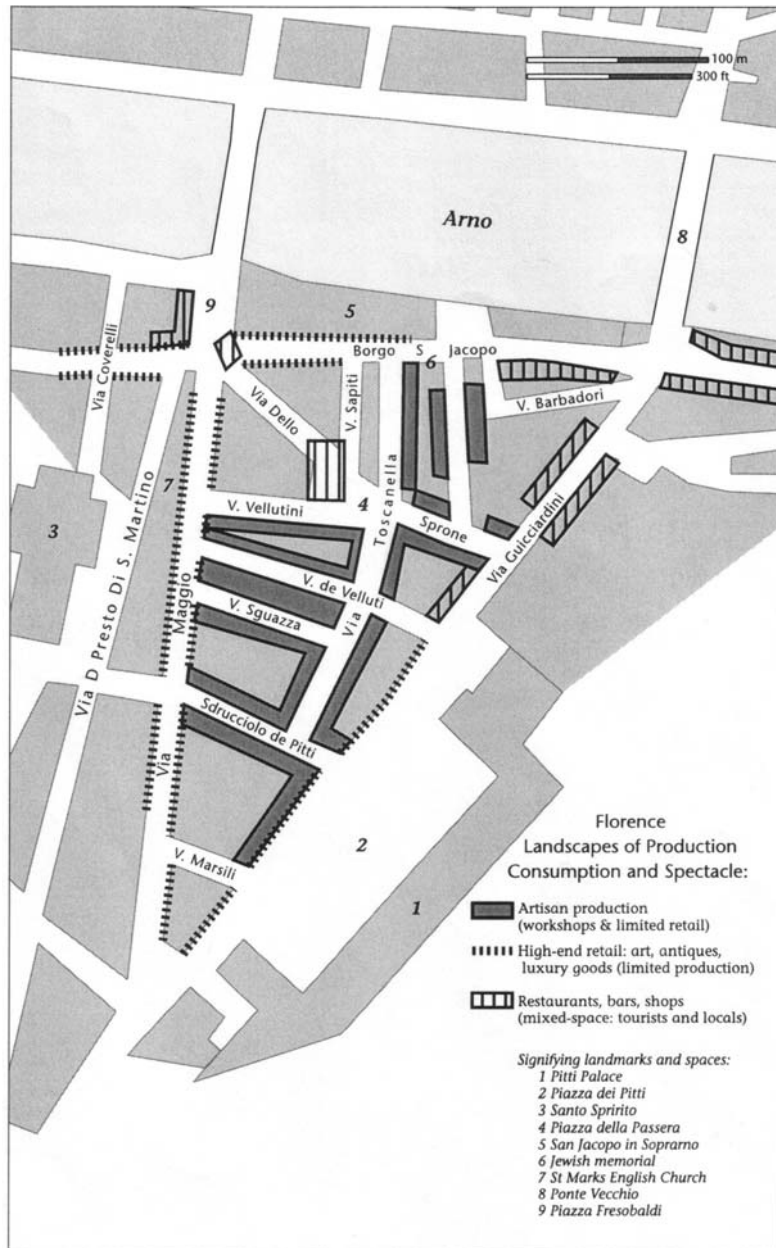 100 m
300 ft
Arno
8
9
5
Borgo S Jacopo
6
Via Coverelli
V. Sapiti
V. Barbadori
Via Dello
7
V. Vellutini
4
Sprone
Via Guicciardini
3
Via Toscanella
V. de Velluti
Via D Presto Di S. Martino
Via Maggio
V. Sguazza
Sdrucciolo de Pitti
2
V. Marsili
1
Florence
Landscapes of Production
Consumption and Spectacle:
Artisan production
(workshops & limited retail)
High-end retail: art, antiques,
luxury goods (limited production)
Restaurants, bars, shops
(mixed-space: tourists and locals)
Signifying landmarks and spaces:
1 Pitti Palace
2 Piazza dei Pitti
3 Santo Spririto
4 Piazza della Passera
5 San Jacopo in Soprarno
6 Jewish memorial
7 St Marks English Church
8 Ponte Vecchio
9 Piazza Fresobaldi